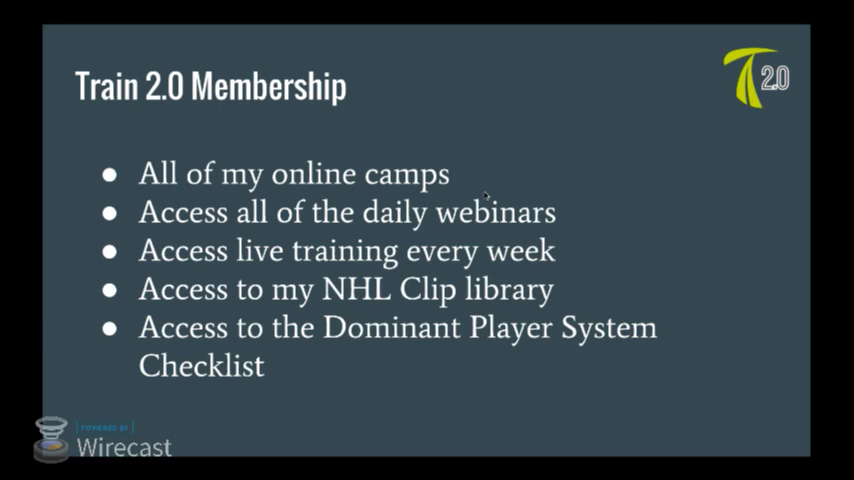 Train 2.0 Membership
2.0
All of my online camps
Access all of the daily webinars
Access live training every week
Access to my NHL Clip library
Access to the Dominant Player System
Checklist
POWERED BY
Wirecast